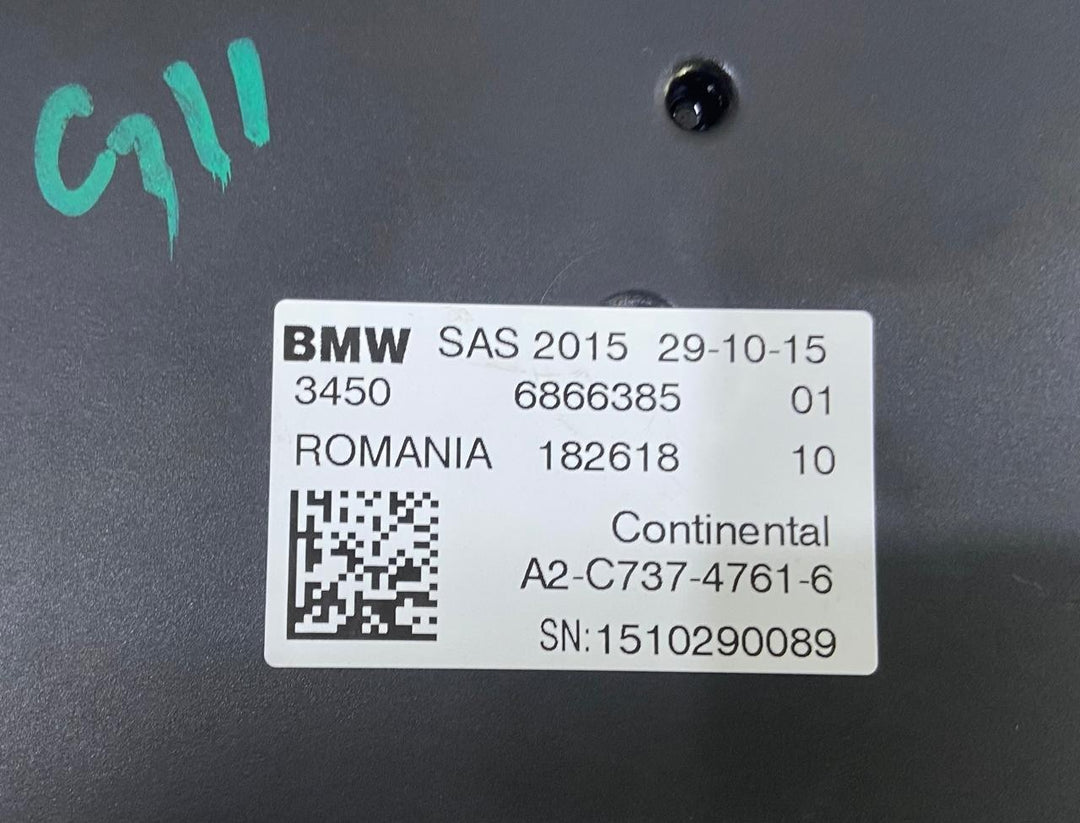 G11
BMW SAS 2015 29-10-15
3450 6866385 01
ROMANIA 182618 10
Continental
A2-C737-4761-6
SN:1510290089